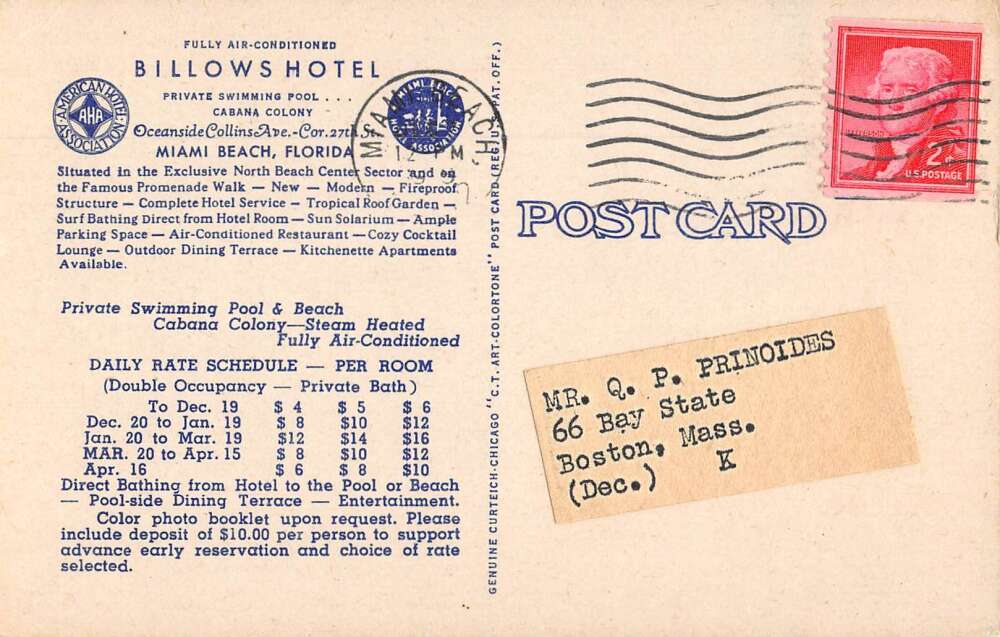 FULLY AIR-CONDITIONED
BILLOWS HOTEL
PRIVATE SWIMMING POOL . . .
CABANA COLONY
Oceanside Collins Ave.-Cor. 27th St.
MIAMI BEACH, FLORIDA
AMERICAN HOTEL ASSOCIATION
AHA
MIAMI BEACH
HOTEL ASSOCIATION
MIAMI BEACH
12 PM
Situated in the Exclusive North Beach Center Sector and on
the Famous Promenade Walk — New — Modern — Fireproof
Structure — Complete Hotel Service — Tropical Roof Garden —
Surf Bathing Direct from Hotel Room — Sun Solarium — Ample
Parking Space — Air-Conditioned Restaurant — Cozy Cocktail
Lounge — Outdoor Dining Terrace — Kitchenette Apartments
Available.
Private Swimming Pool & Beach
Cabana Colony—Steam Heated
Fully Air-Conditioned
DAILY RATE SCHEDULE — PER ROOM
(Double Occupancy — Private Bath)
To Dec. 19 $ 4 $ 5 $ 6
Dec. 20 to Jan. 19 $ 8 $10 $12
Jan. 20 to Mar. 19 $12 $14 $16
MAR. 20 to Apr. 15 $ 8 $10 $12
Apr. 16 $ 6 $ 8 $10
Direct Bathing from Hotel to the Pool or Beach
— Pool-side Dining Terrace — Entertainment.
Color photo booklet upon request. Please
include deposit of $10.00 per person to support
advance early reservation and choice of rate
selected.
GENUINE CURTEICH-CHICAGO "C.T. ART-COLORTONE" POST CARD (REG. U.S. PAT. OFF.)
JEFFERSON
2¢
U.S. POSTAGE
POST CARD
MR. Q. P. PRINOIDES
66 Bay State
Boston, Mass.
(Dec.) K